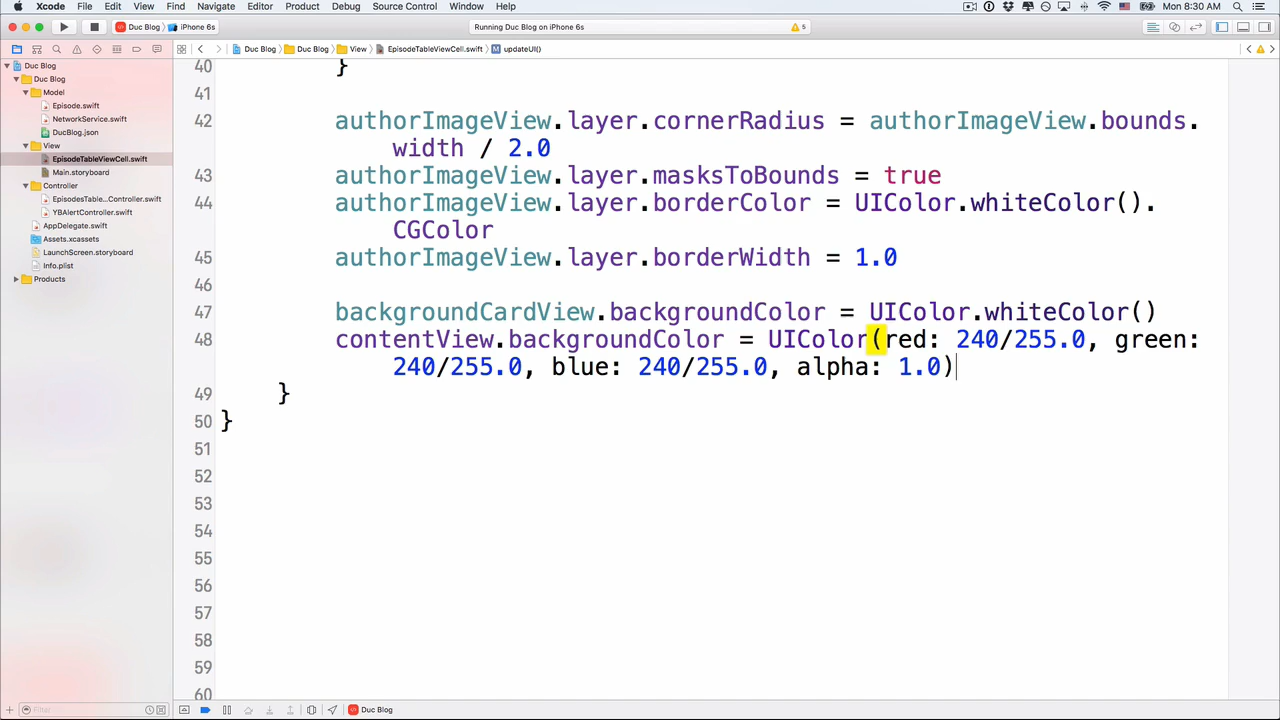 Xcode File Edit View Find Navigate Editor Product Debug Source Control Window Help Mon 8:30 AM
Duc Blog iPhone 6s Running Duc Blog on iPhone 6s 5
Duc Blog Duc Blog View EpisodeTableViewCell.swift M updateUI()
Duc Blog
Duc Blog
Model
Episode.swift
NetworkService.swift
DucBlog.json
View
EpisodeTableViewCell.swift
Main.storyboard
Controller
EpisodesTable...Controller.swift
YBAlertController.swift
AppDelegate.swift
Assets.xcassets
LaunchScreen.storyboard
Info.plist
Products
Filter
40 }
41
42 authorImageView.layer.cornerRadius = authorImageView.bounds.
width / 2.0
43 authorImageView.layer.masksToBounds = true
44 authorImageView.layer.borderColor = UIColor.whiteColor().
CGColor
45 authorImageView.layer.borderWidth = 1.0
46
47 backgroundCardView.backgroundColor = UIColor.whiteColor()
48 contentView.backgroundColor = UIColor(red: 240/255.0, green:
240/255.0, blue: 240/255.0, alpha: 1.0)
49 }
50 }
51
52
53
54
55
56
57
58
59
60
Duc Blog